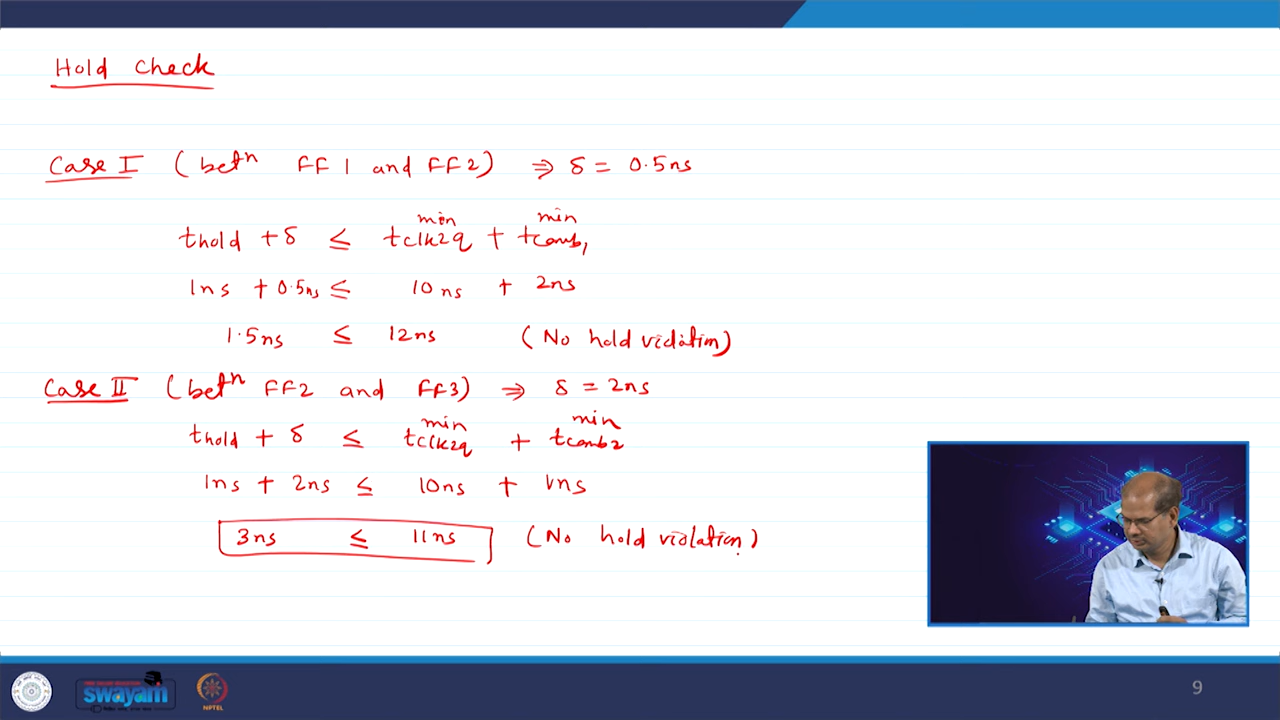 Hold Check
Case I (betn FF1 and FF2) ⇒ δ = 0.5ns
min min
thold + δ ≤ tclk2q + tcomb1
1ns + 0.5ns ≤ 10ns + 2ns
1.5ns ≤ 12ns (No hold violation)
Case II (betn FF2 and FF3) ⇒ δ = 2ns
min min
thold + δ ≤ tclk2q + tcomb2
1ns + 2ns ≤ 10ns + 1ns
3ns ≤ 11ns (No hold violation)
swayam
NPTEL
9